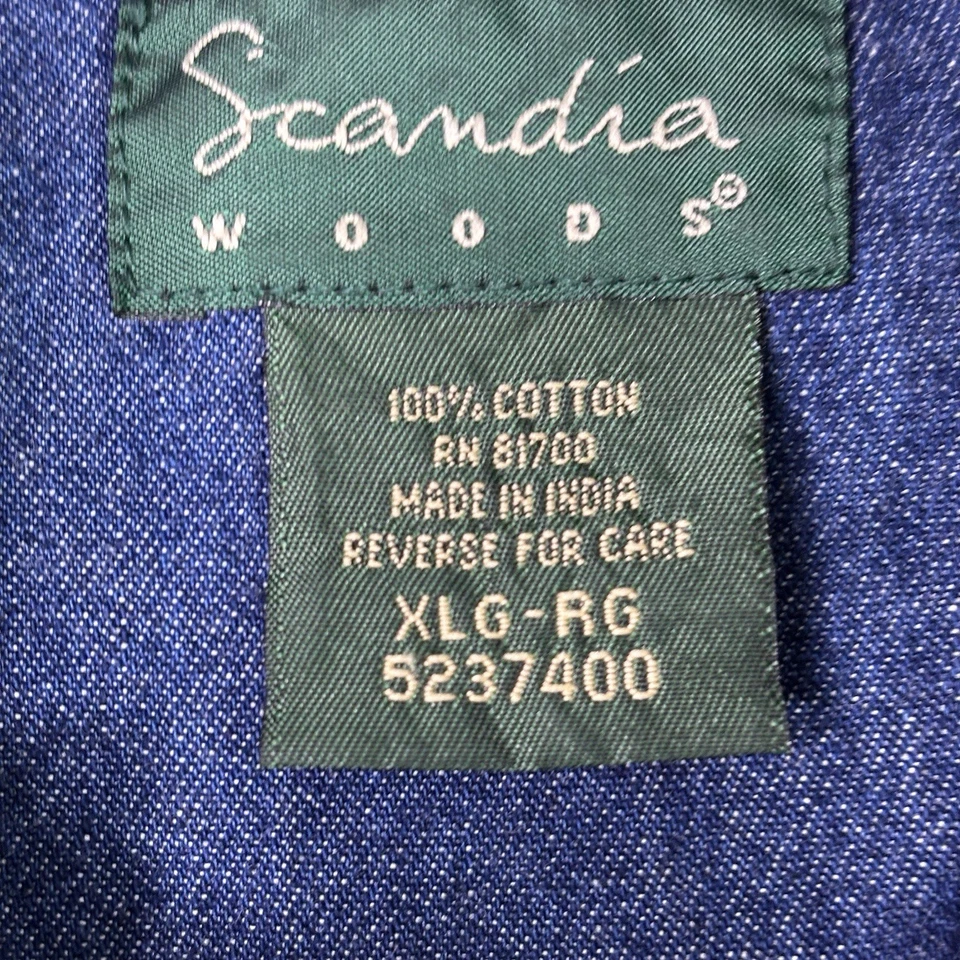 Scandia
WOODS®
100% COTTON
RN 81700
MADE IN INDIA
REVERSE FOR CARE
XLG-RG
5237400